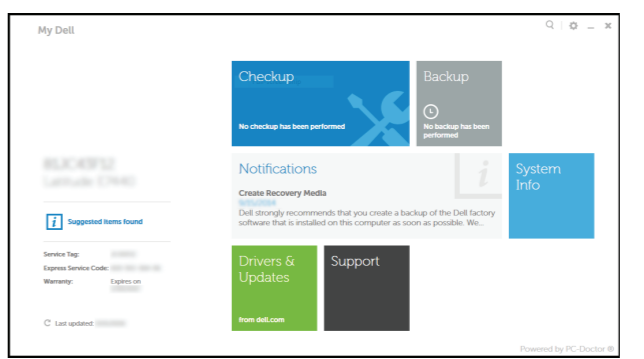 My Dell
Checkup
No checkup has been performed
Backup
No backup has been
performed
Notifications
Create Recovery Media
Dell strongly recommends that you create a backup of the Dell factory
software that is installed on this computer as soon as possible. We...
System
Info
Suggested items found
Service Tag:
Express Service Code:
Warranty:
Expires on
Last updated:
Drivers &
Updates
from dell.com
Support
Powered by PC-Doctor ®